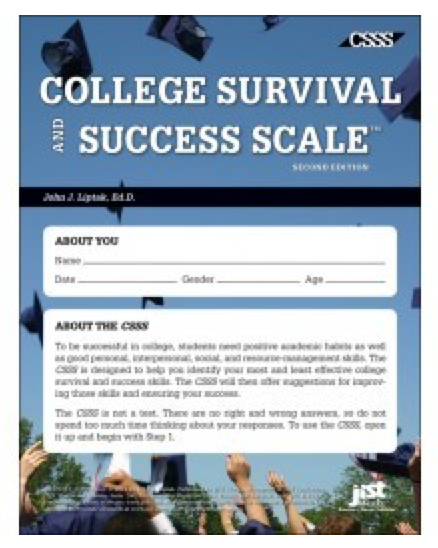 CSSS
COLLEGE SURVIVAL
AND SUCCESS SCALE™
SECOND EDITION
John J. Liptak, Ed.D.
ABOUT YOU
Name
Date Gender Age
ABOUT THE CSSS
To be successful in college, students need positive academic habits as well
as good personal, interpersonal, social, and resource-management skills. The
CSSS is designed to help you identify your most and least effective college
survival and success skills. The CSSS will then offer suggestions for improv-
ing those skills and ensuring your success.
The CSSS is not a test. There are no right and wrong answers, so do not
spend too much time thinking about your responses. To use the CSSS, open
it up and begin with Step 1.
jist